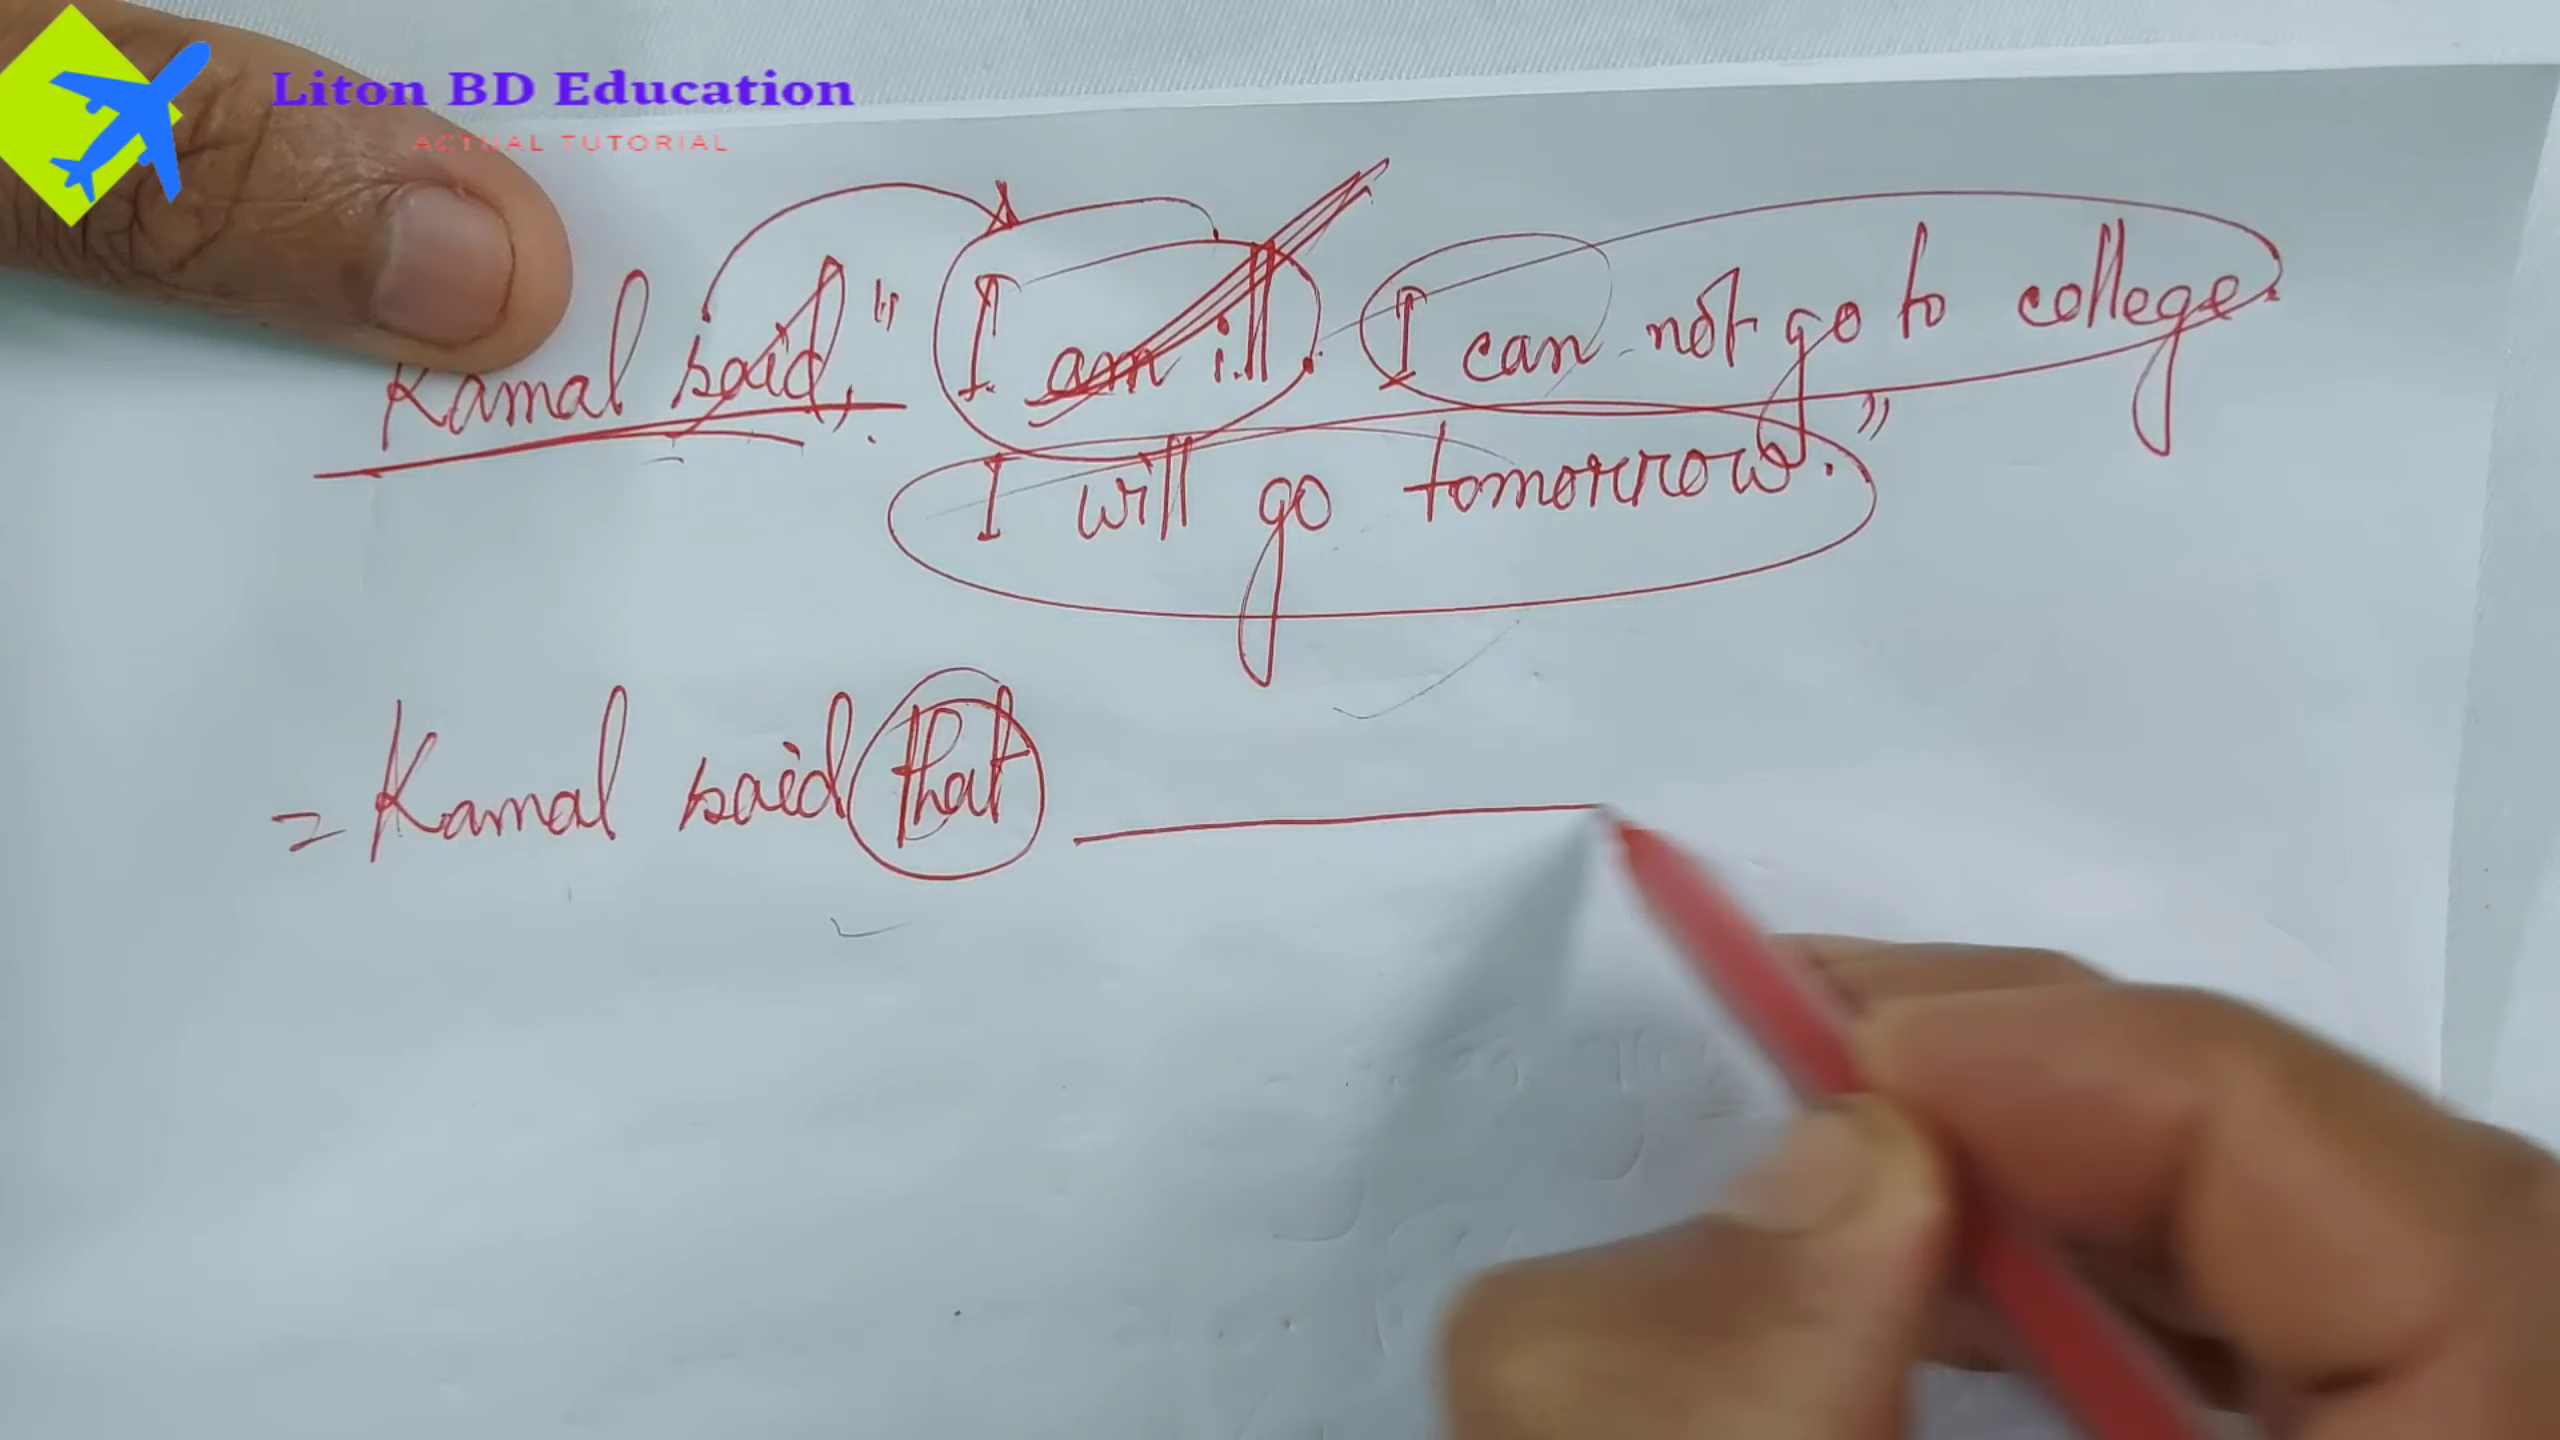 Liton BD Education
ACTUAL TUTORIAL
Kamal said, "I am ill. I can not go to college.
I will go tomorrow."
= Kamal said that